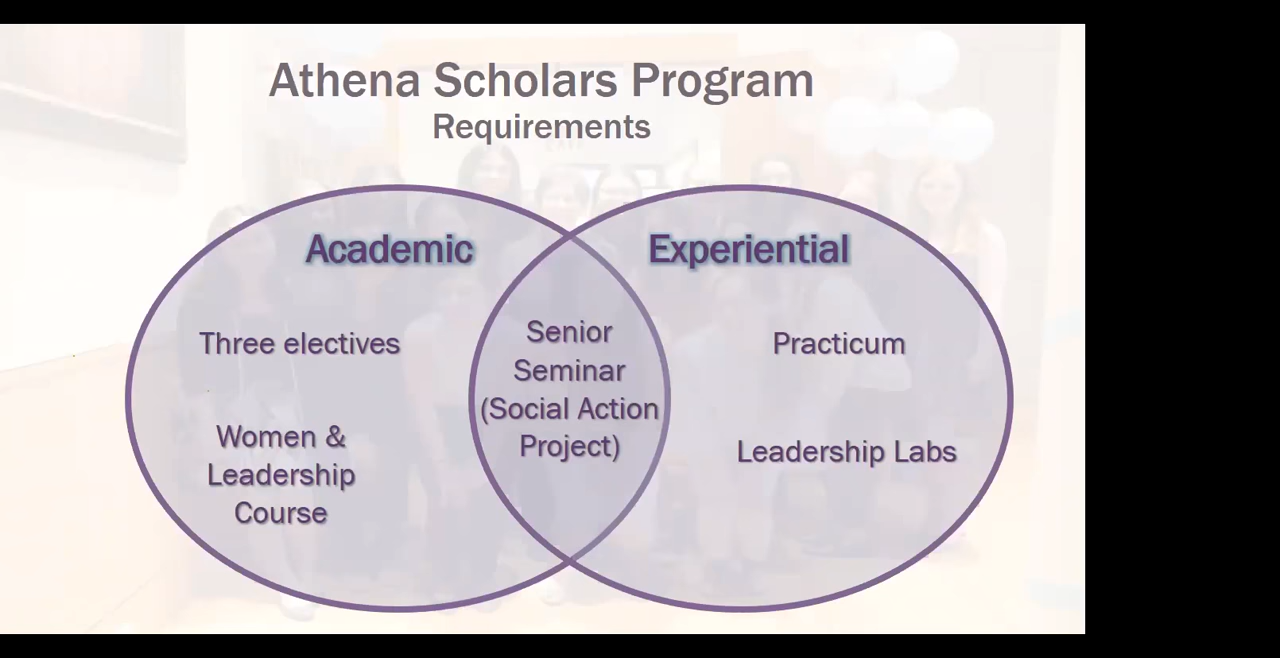 Athena Scholars Program
Requirements
Academic
Three electives
Women &
Leadership
Course
Senior
Seminar
(Social Action
Project)
Experiential
Practicum
Leadership Labs